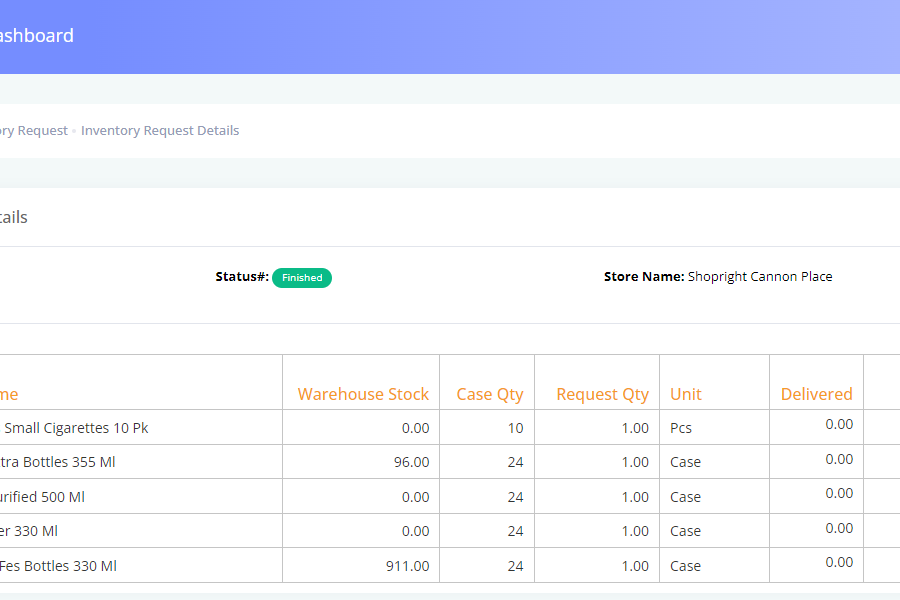 ashboard
ory Request • Inventory Request Details
tails
Status#: Finished Store Name: Shopright Cannon Place
me Warehouse Stock Case Qty Request Qty Unit Delivered
Small Cigarettes 10 Pk 0.00 10 1.00 Pcs 0.00
tra Bottles 355 Ml 96.00 24 1.00 Case 0.00
urified 500 Ml 0.00 24 1.00 Case 0.00
er 330 Ml 0.00 24 1.00 Case 0.00
Fes Bottles 330 Ml 911.00 24 1.00 Case 0.00